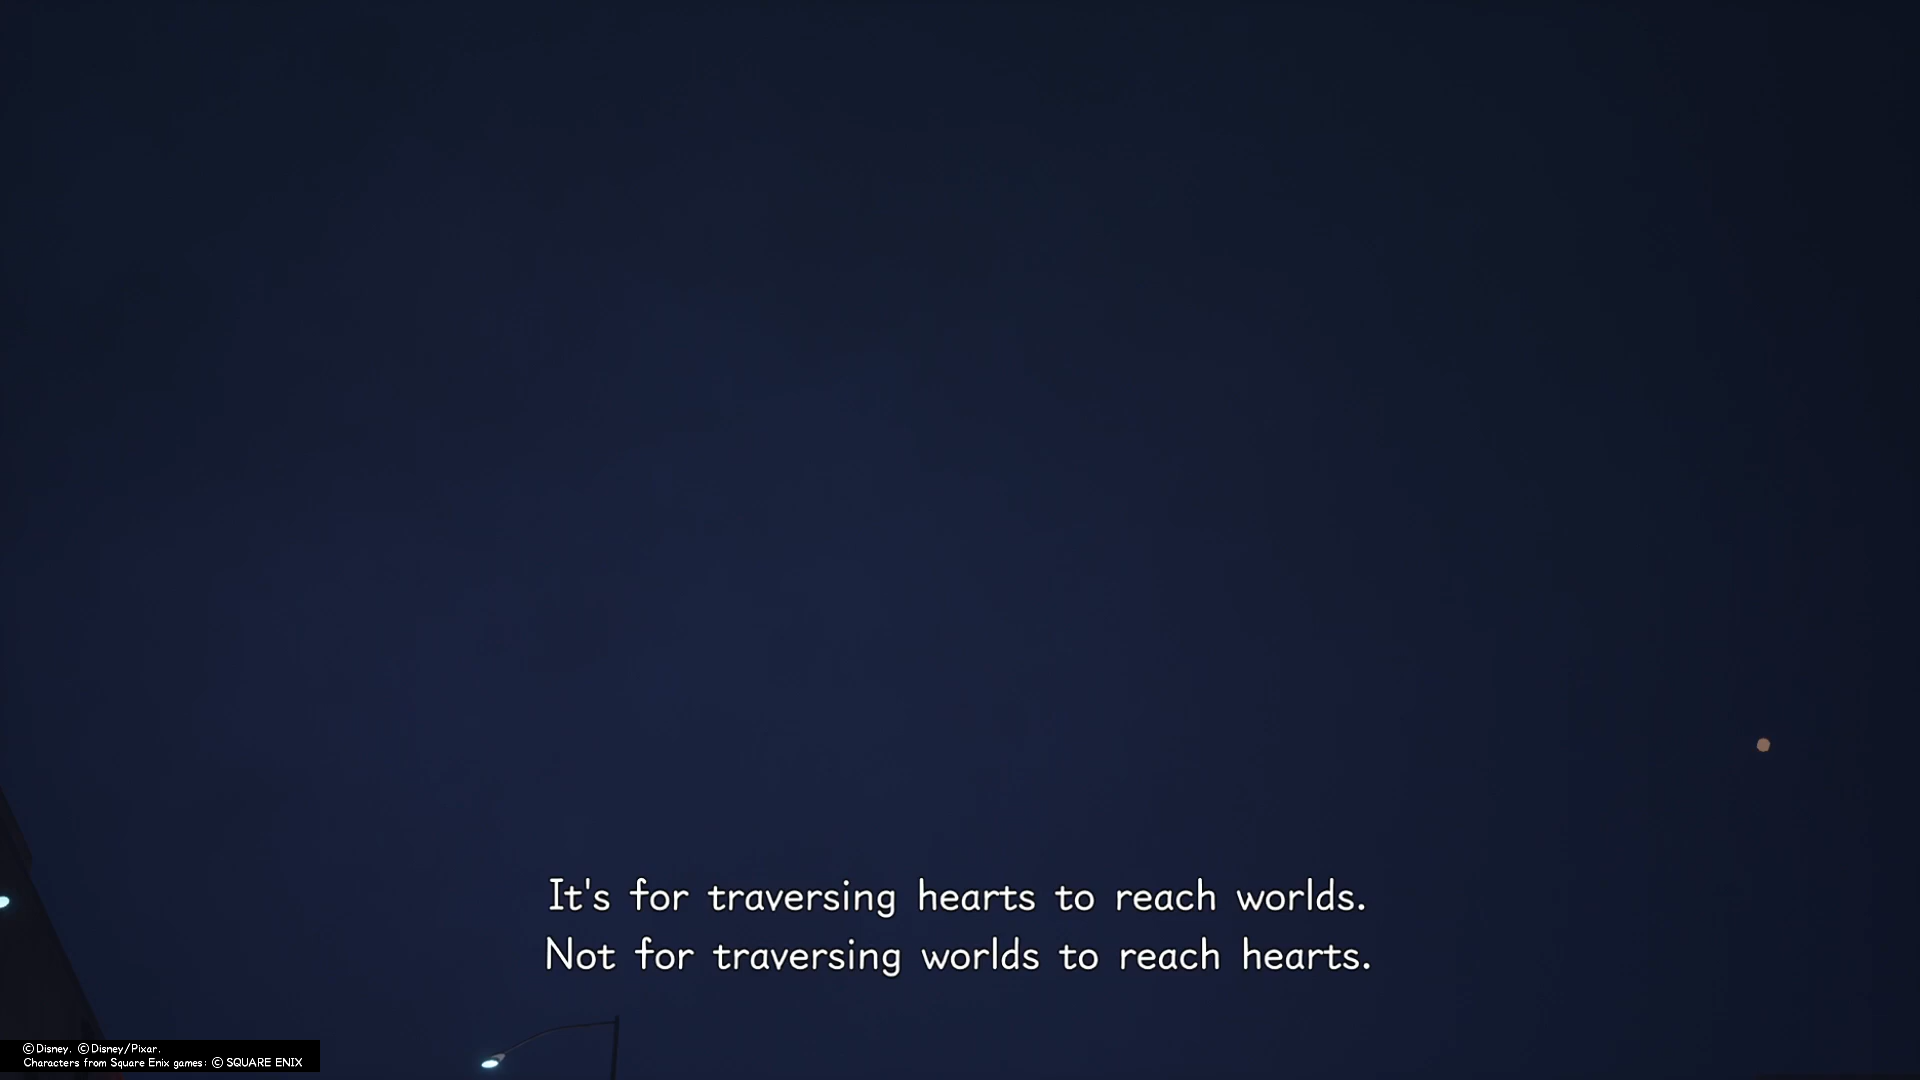 It's for traversing hearts to reach worlds.
Not for traversing worlds to reach hearts.
©Disney. ©Disney/Pixar.
Characters from Square Enix games: © SQUARE ENIX